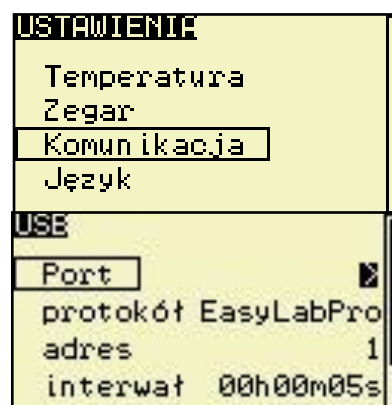 USTAWIENIA
Temperatura
Zegar
Komunikacja
Język
USB
Port
protokół EasyLabPro
adres 1
interwał 00h00m05s